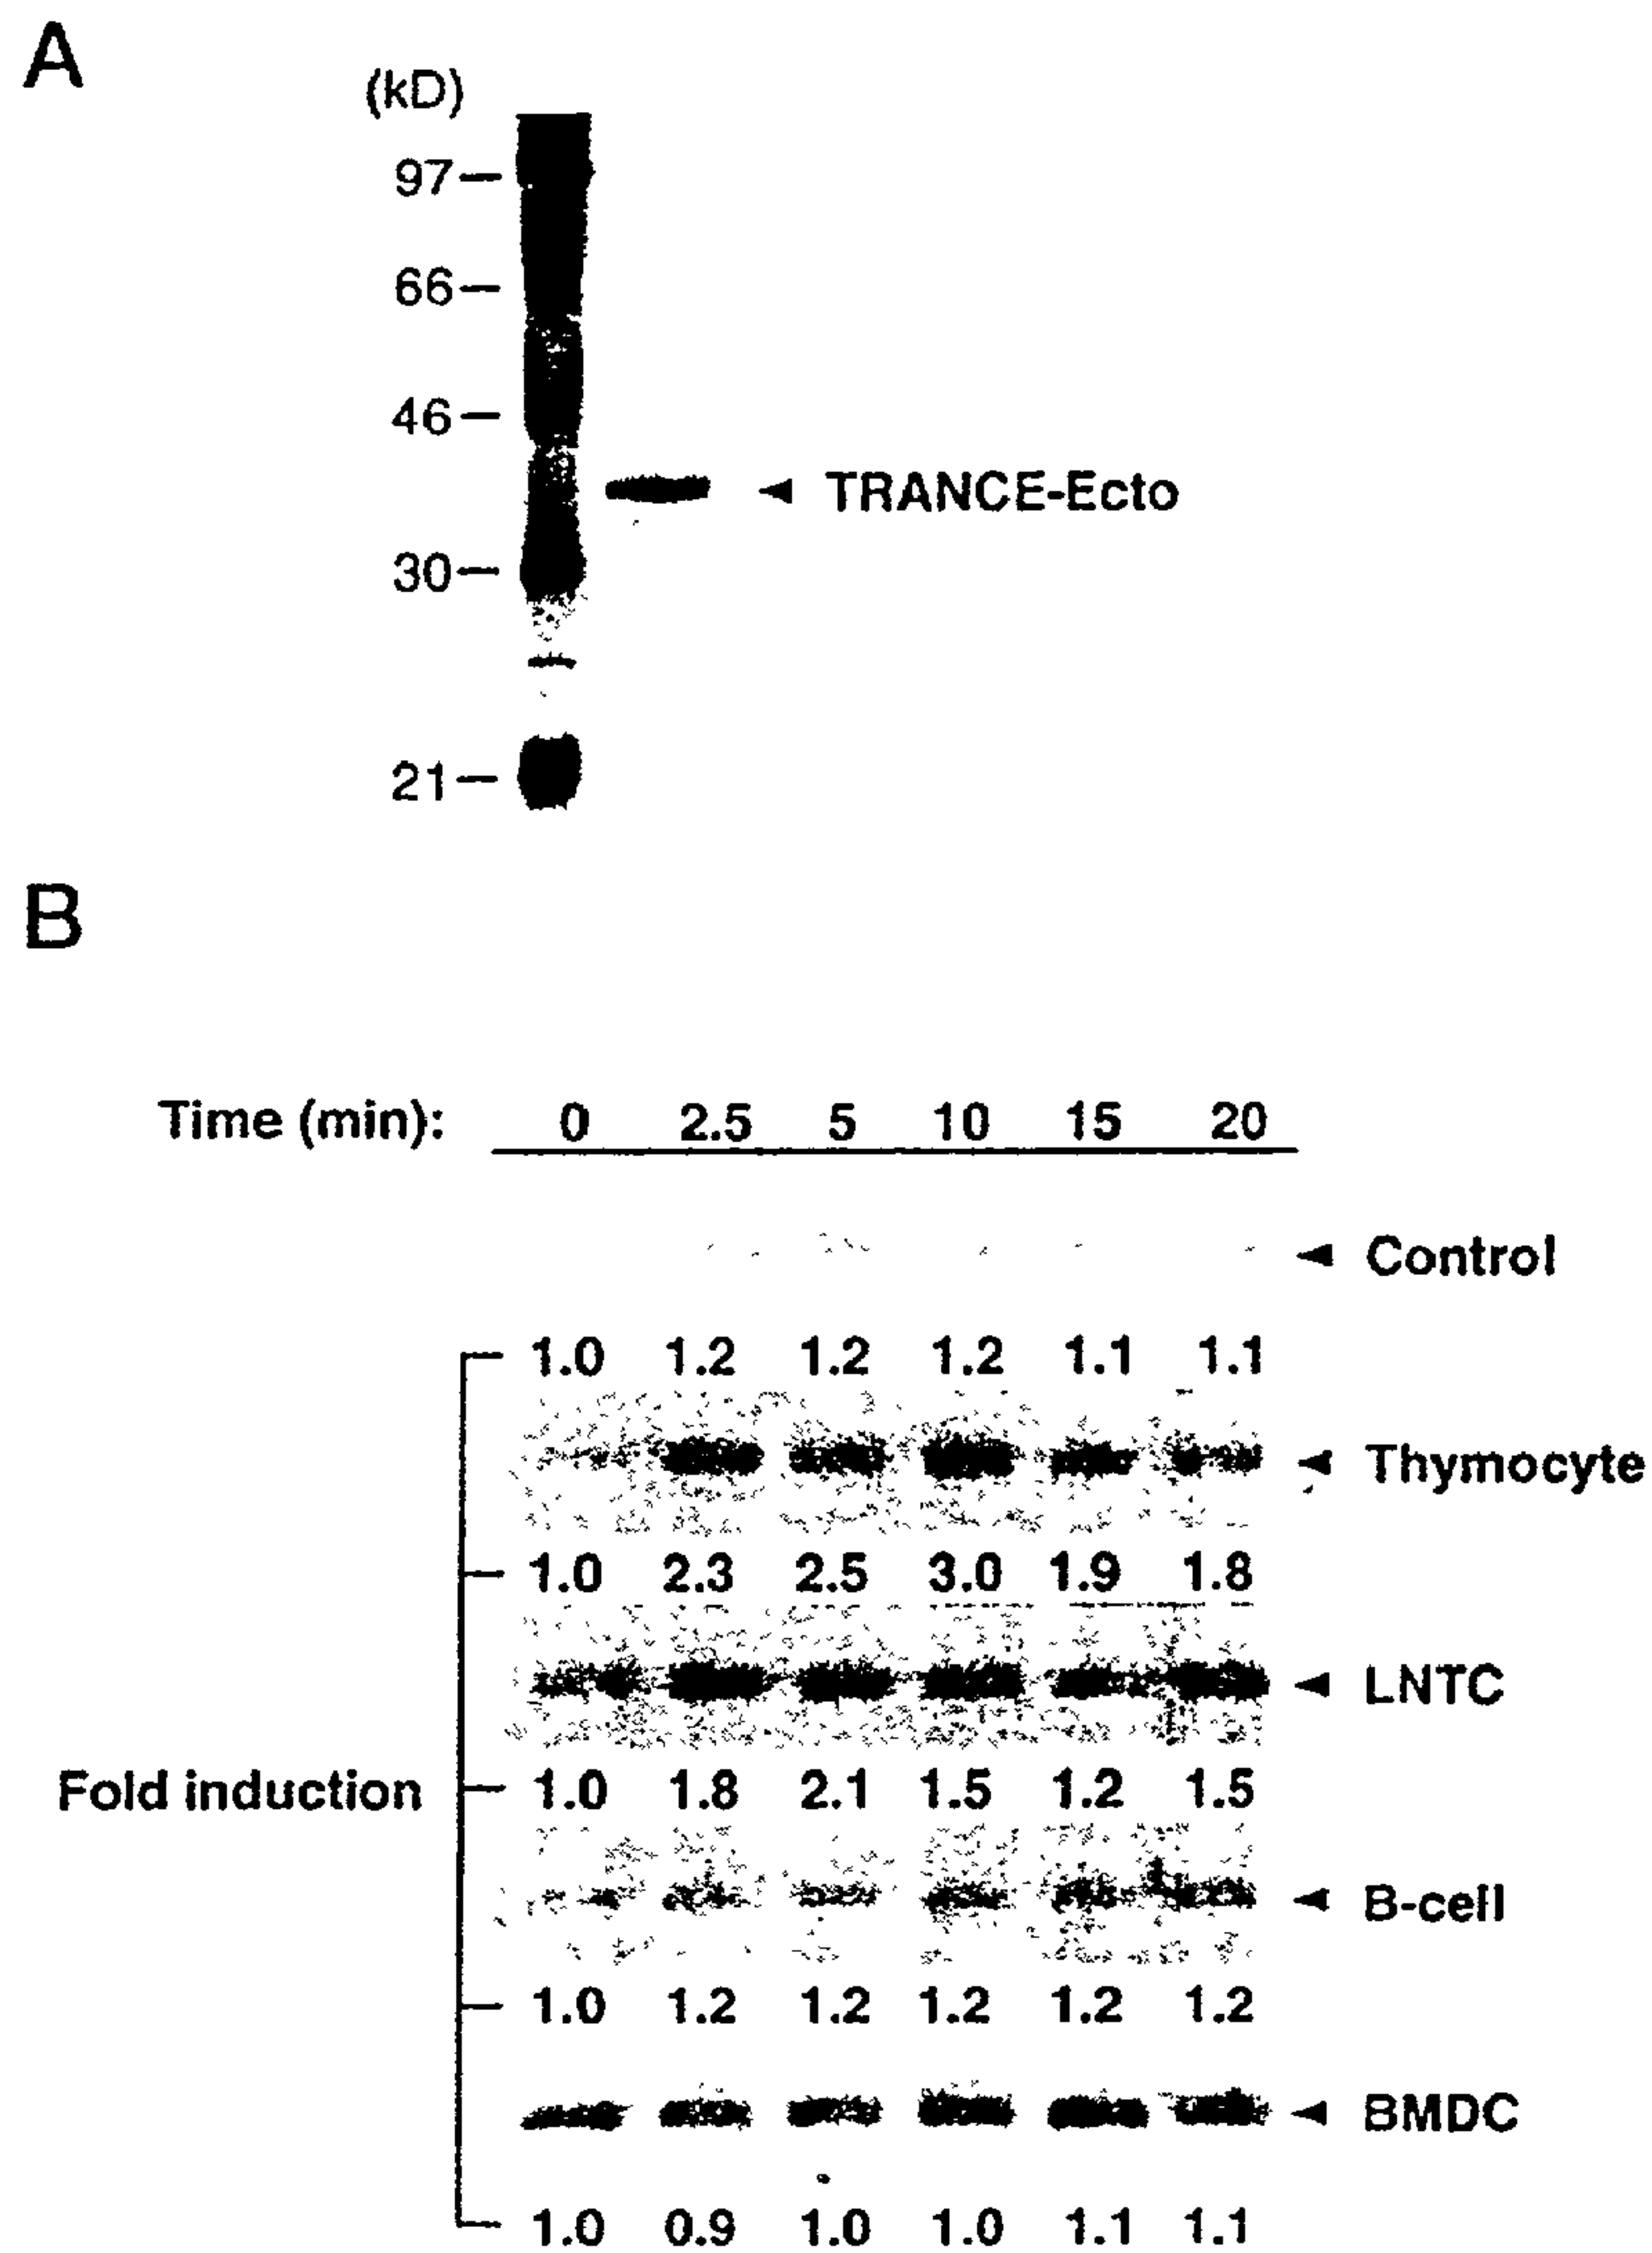 A
(kD)
97
66
46
TRANCE-Ecto
30
21
B
Time (min): 0 2.5 5 10 15 20
Control
1.0 1.2 1.2 1.2 1.1 1.1
Thymocyte
1.0 2.3 2.5 3.0 1.9 1.8
LNTC
Fold induction 1.0 1.8 2.1 1.5 1.2 1.5
B-cell
1.0 1.2 1.2 1.2 1.2 1.2
BMDC
1.0 0.9 1.0 1.0 1.1 1.1